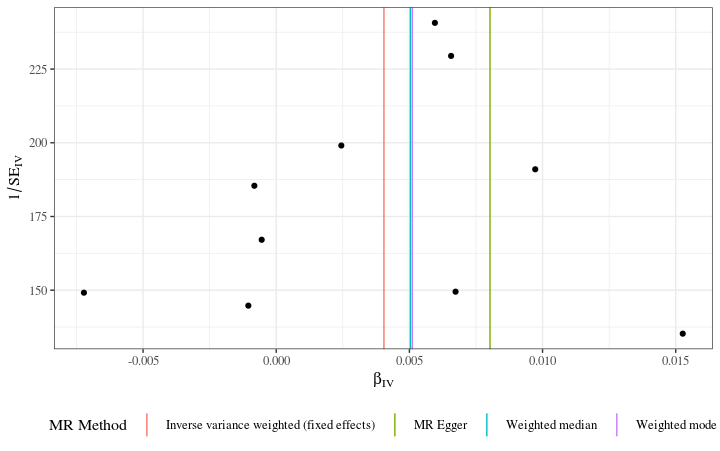 225
200
175
150
1/SE_IV
-0.005 0.000 0.005 0.010 0.015
β_IV
MR Method Inverse variance weighted (fixed effects) MR Egger Weighted median Weighted mode